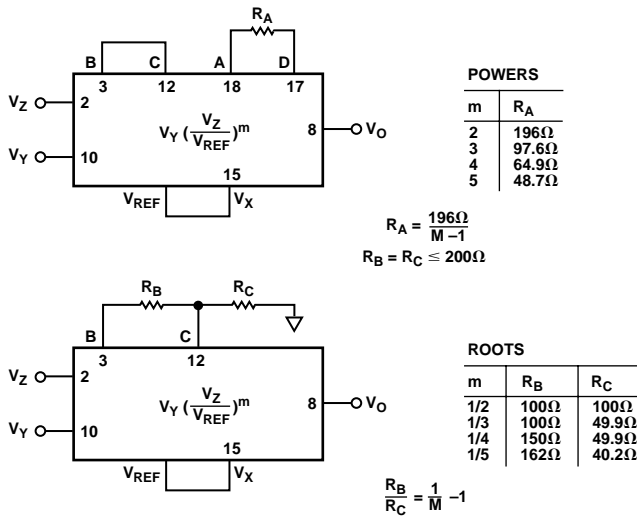 R_A
B C A D
3 12 18 17
V_Z 2
V_Y (V_Z/V_REF)^m
8 V_O
V_Y 10
15
V_REF V_X
POWERS
m R_A
2 196Ω
3 97.6Ω
4 64.9Ω
5 48.7Ω
R_A = 196Ω/M –1
R_B = R_C ≤ 200Ω
R_B R_C
B C
3 12
V_Z 2
V_Y (V_Z/V_REF)^m
8 V_O
V_Y 10
15
V_REF V_X
ROOTS
m R_B R_C
1/2 100Ω 100Ω
1/3 100Ω 49.9Ω
1/4 150Ω 49.9Ω
1/5 162Ω 40.2Ω
R_B/R_C = 1/M –1